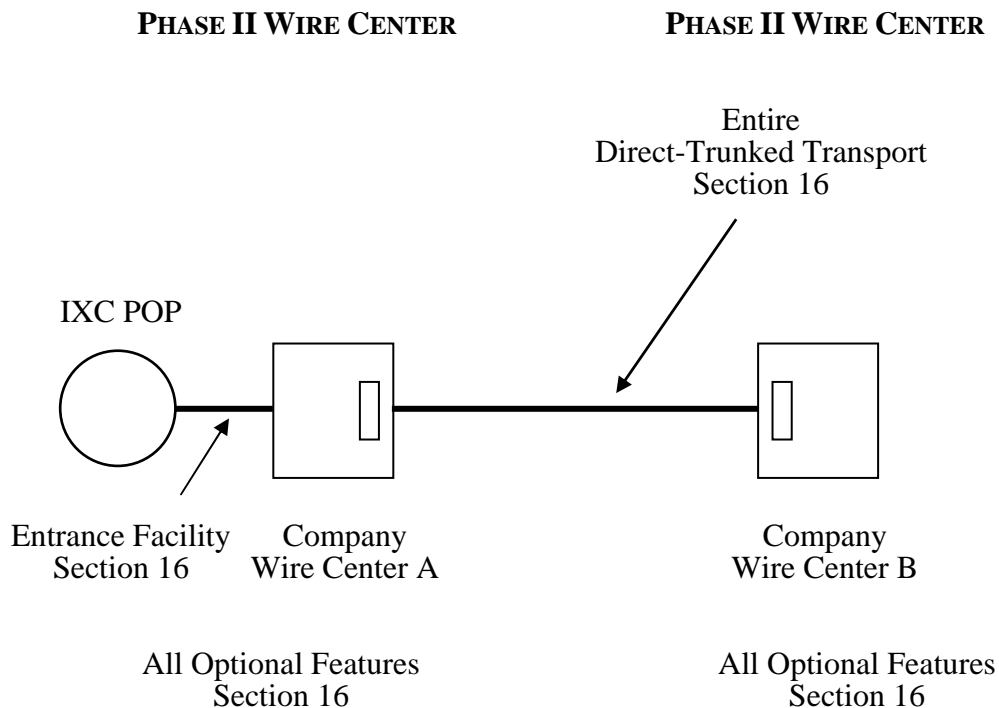 PHASE II WIRE CENTER
PHASE II WIRE CENTER
Entire
Direct-Trunked Transport
Section 16
IXC POP
Entrance Facility
Section 16
Company
Wire Center A
Company
Wire Center B
All Optional Features
Section 16
All Optional Features
Section 16